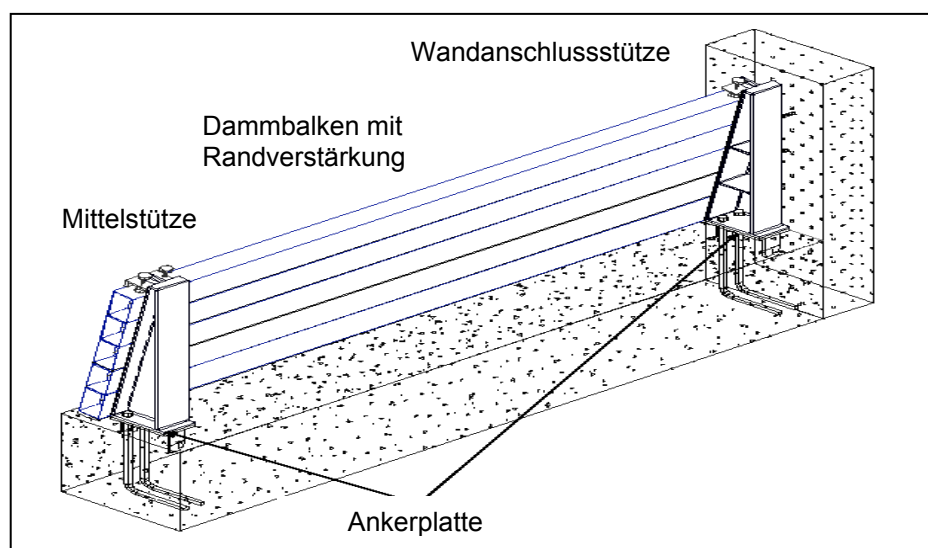 Wandanschlussstütze
Dammbalken mit
Randverstärkung
Mittelstütze
Ankerplatte